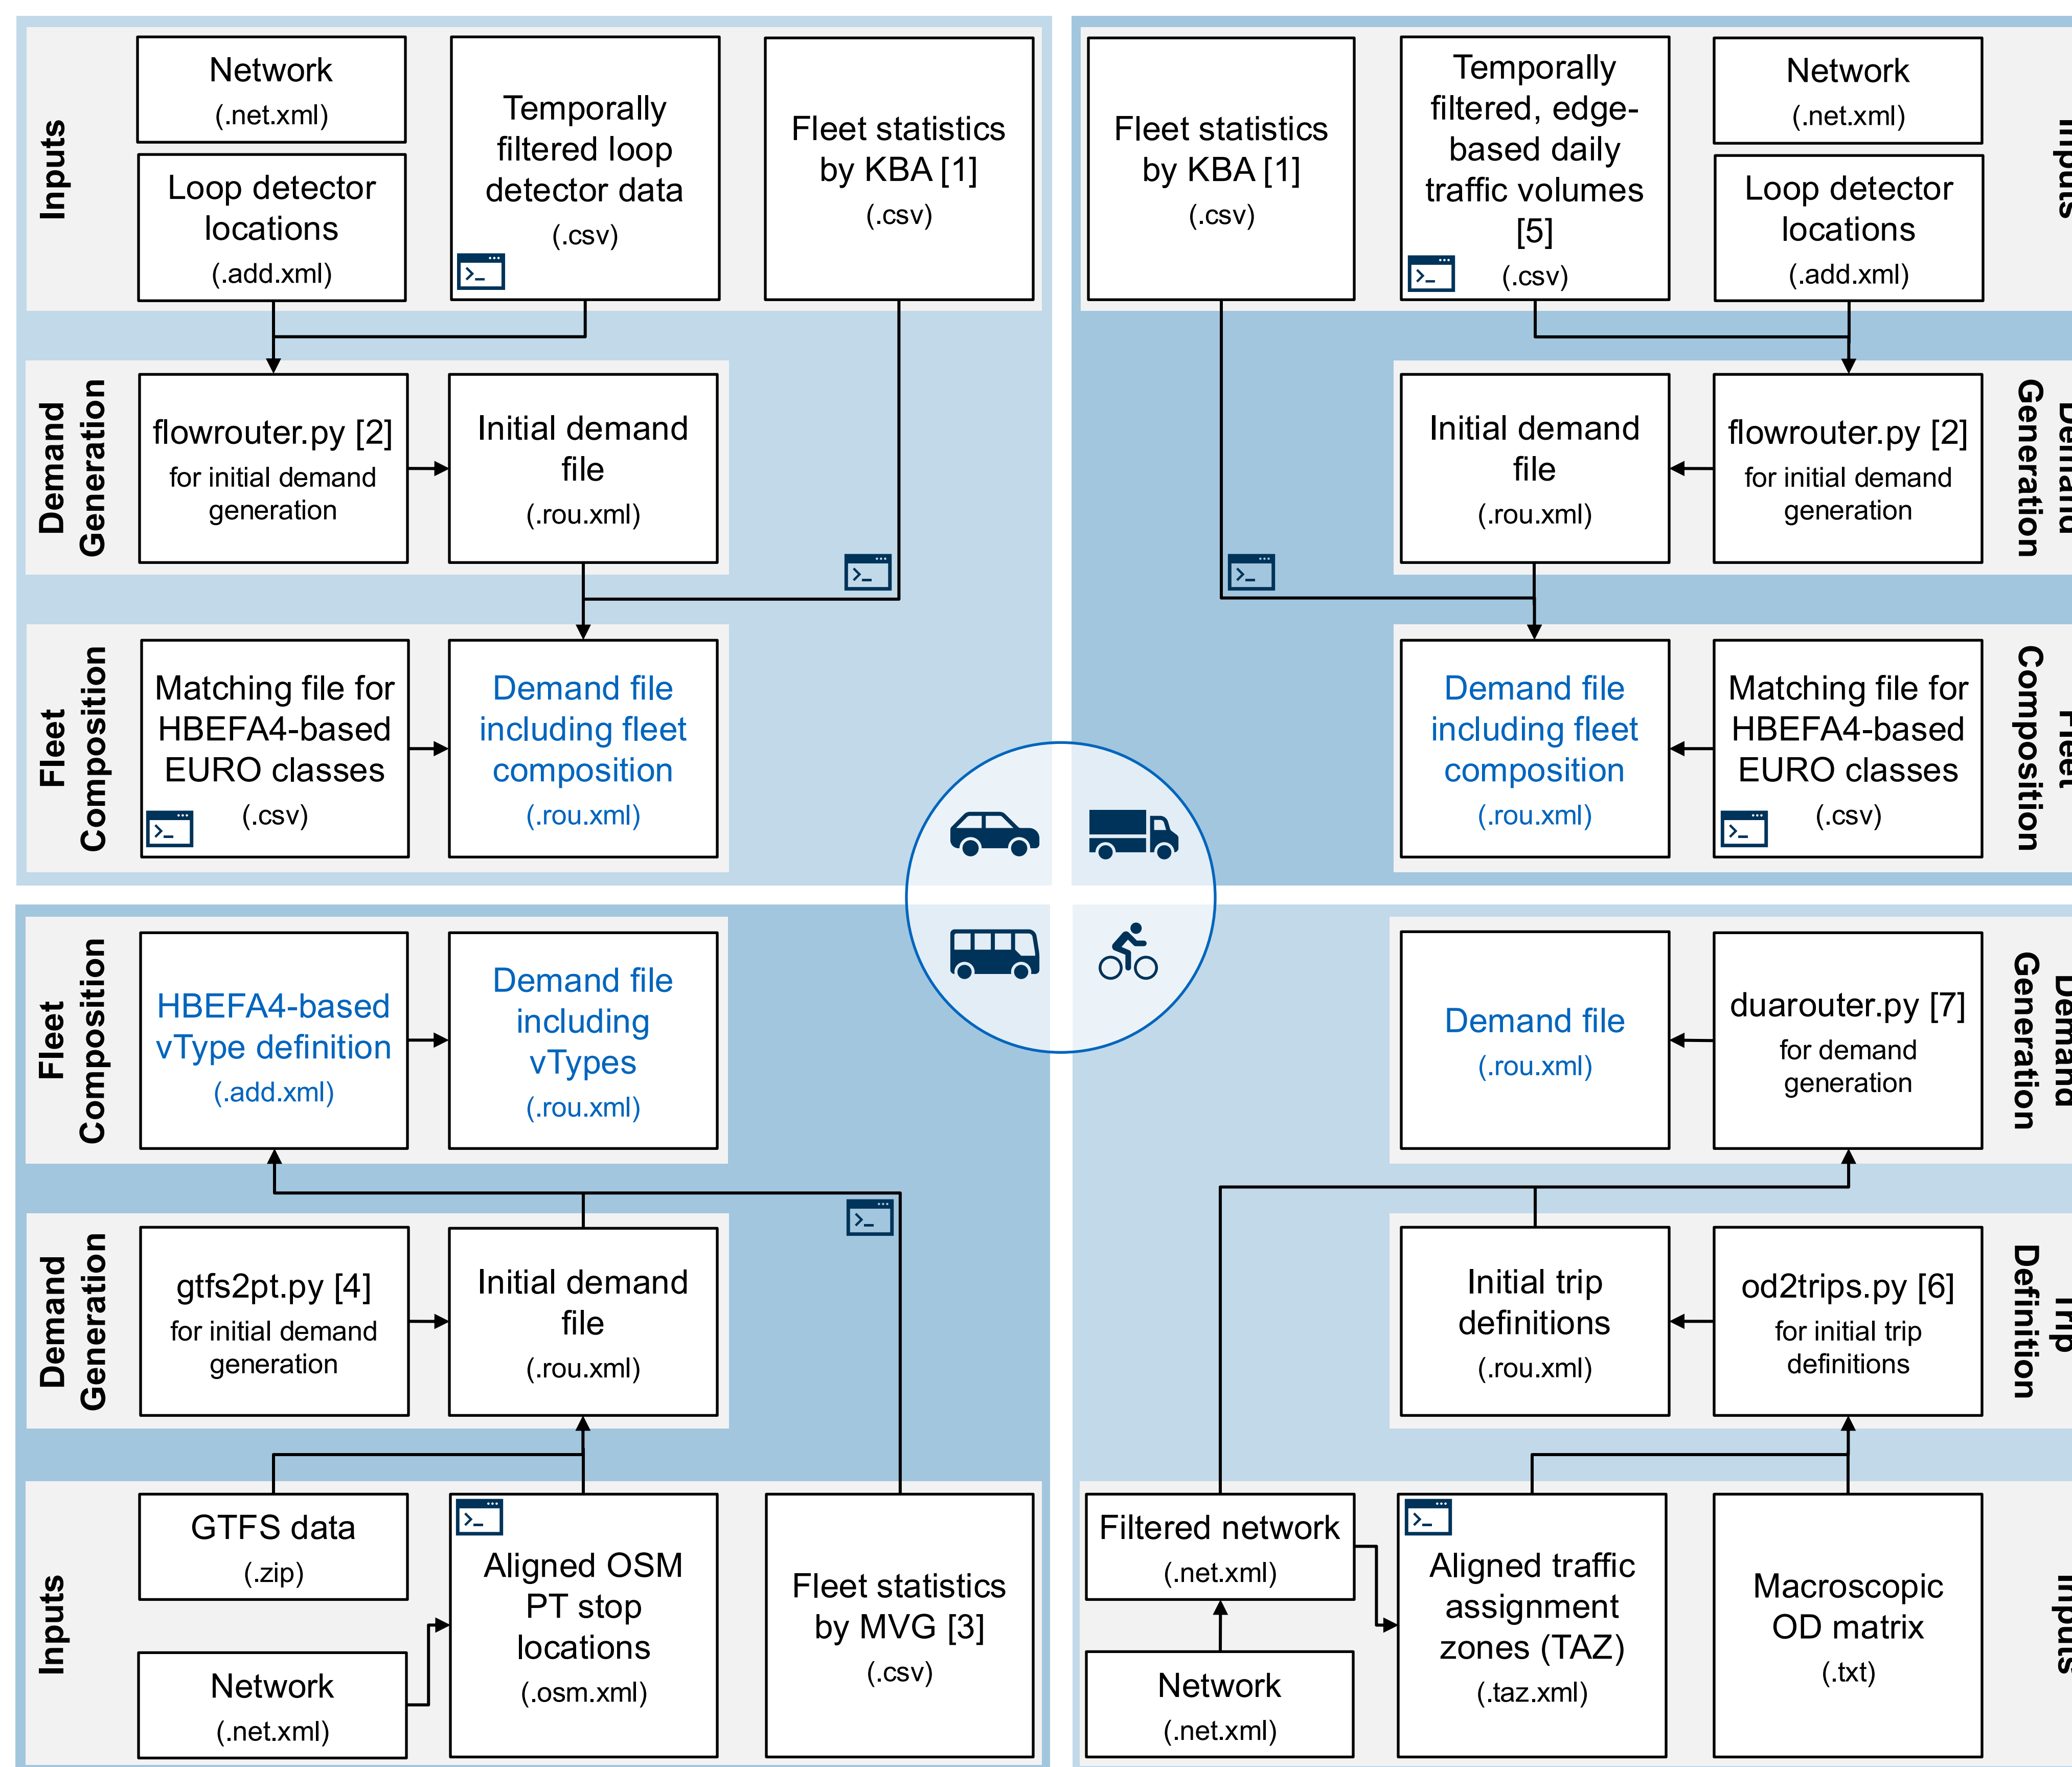 Inputs
Network
(.net.xml)
Loop detector
locations
(.add.xml)
Temporally
filtered loop
detector data
(.csv)
Fleet statistics
by KBA [1]
(.csv)
Demand
Generation
flowrouter.py [2]
for initial demand
generation
Initial demand
file
(.rou.xml)
Fleet
Composition
Matching file for
HBEFA4-based
EURO classes
(.csv)
Demand file
including fleet
composition
(.rou.xml)
Fleet statistics
by KBA [1]
(.csv)
Temporally
filtered, edge-
based daily
traffic volumes
[5]
(.csv)
Network
(.net.xml)
Loop detector
locations
(.add.xml)
Inputs
Initial demand
file
(.rou.xml)
flowrouter.py [2]
for initial demand
generation
Demand
Generation
Demand file
including fleet
composition
(.rou.xml)
Matching file for
HBEFA4-based
EURO classes
(.csv)
Fleet
Composition
Fleet
Composition
HBEFA4-based
vType definition
(.add.xml)
Demand file
including
vTypes
(.rou.xml)
Demand
Generation
gtfs2pt.py [4]
for initial demand
generation
Initial demand
file
(.rou.xml)
Inputs
GTFS data
(.zip)
Network
(.net.xml)
Aligned OSM
PT stop
locations
(.osm.xml)
Fleet statistics
by MVG [3]
(.csv)
Demand file
(.rou.xml)
duarouter.py [7]
for demand
generation
Demand
Generation
Initial trip
definitions
(.rou.xml)
od2trips.py [6]
for initial trip
definitions
Trip
Definition
Filtered network
(.net.xml)
Network
(.net.xml)
Aligned traffic
assignment
zones (TAZ)
(.taz.xml)
Macroscopic
OD matrix
(.txt)
Inputs